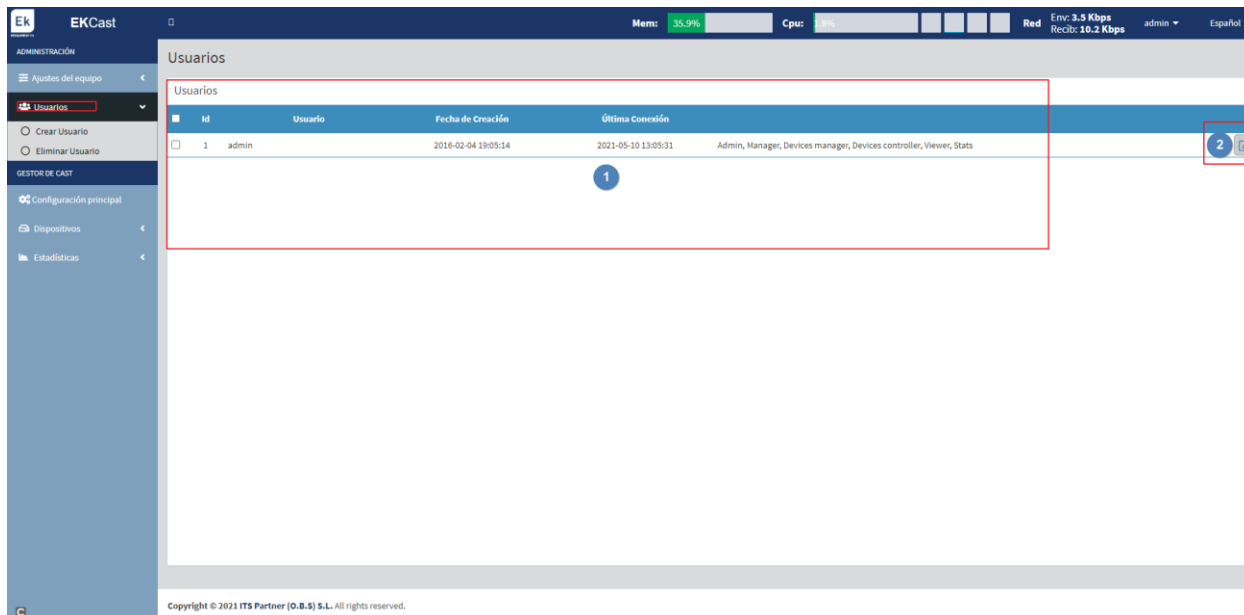 Ek
EKCast
Mem: 35.9%
Cpu: 1.8%
Red
Env: 3.5 Kbps
Recib: 10.2 Kbps
admin
Español
ADMINISTRACIÓN
Ajustes del equipo
Usuarios
Crear Usuario
Eliminar Usuario
GESTOR DE CAST
Configuración principal
Dispositivos
Estadísticas
Usuarios
Usuarios
Id Usuario Fecha de Creación Última Conexión
1 admin 2016-02-04 19:05:14 2021-05-10 13:05:31 Admin, Manager, Devices manager, Devices controller, Viewer, Stats
2
1
Copyright © 2021 ITS Partner (O.B.S) S.L. All rights reserved.